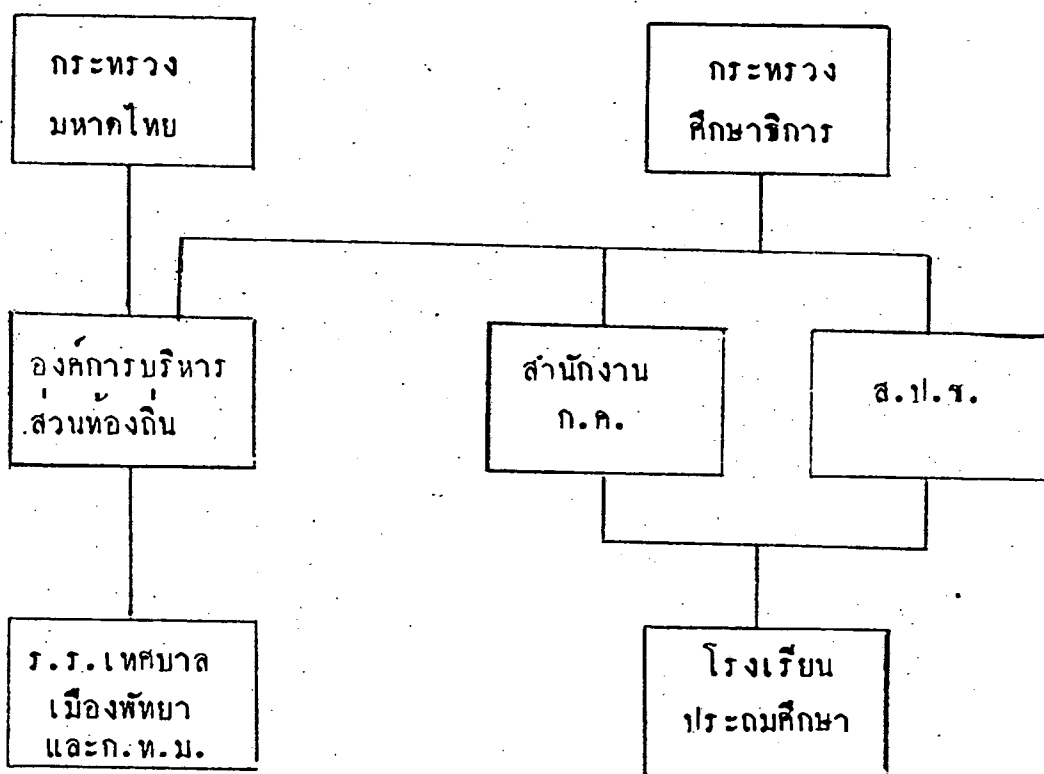 กระทรวง
มหาดไทย
กระทรวง
ศึกษาธิการ
องค์การบริหาร
ส่วนท้องถิ่น
สำนักงาน
ก.ค.
ส.ป.ช.
ร.ร.เทศบาล
เมืองพัทยา
และก.ท.ม.
โรงเรียน
ประถมศึกษา